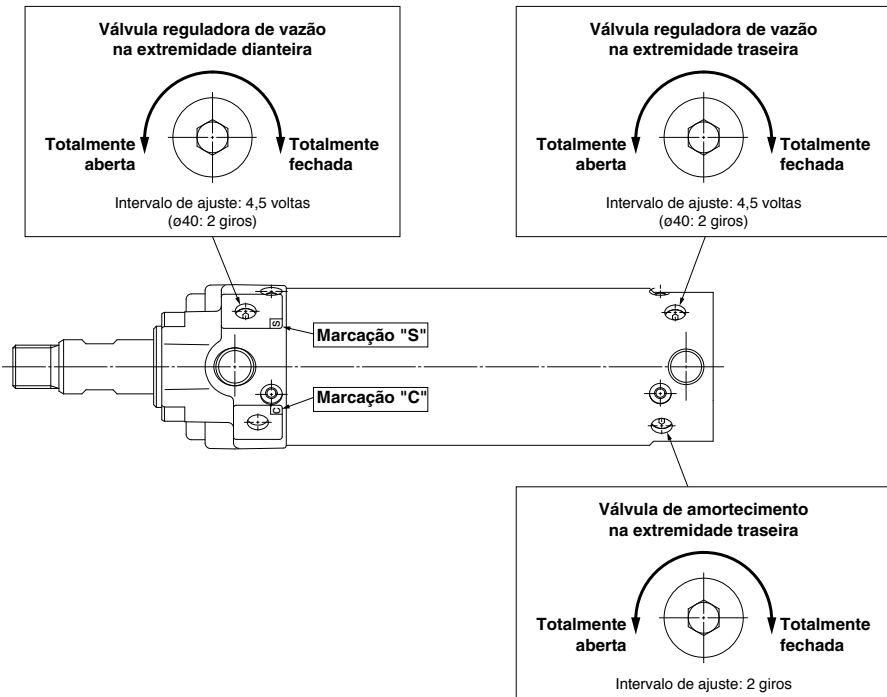 Válvula reguladora de vazão
na extremidade dianteira
Totalmente
aberta
Totalmente
fechada
Intervalo de ajuste: 4,5 voltas
(ø40: 2 giros)
Válvula reguladora de vazão
na extremidade traseira
Totalmente
aberta
Totalmente
fechada
Intervalo de ajuste: 4,5 voltas
(ø40: 2 giros)
S
Marcação "S"
C
Marcação "C"
Válvula de amortecimento
na extremidade traseira
Totalmente
aberta
Totalmente
fechada
Intervalo de ajuste: 2 giros